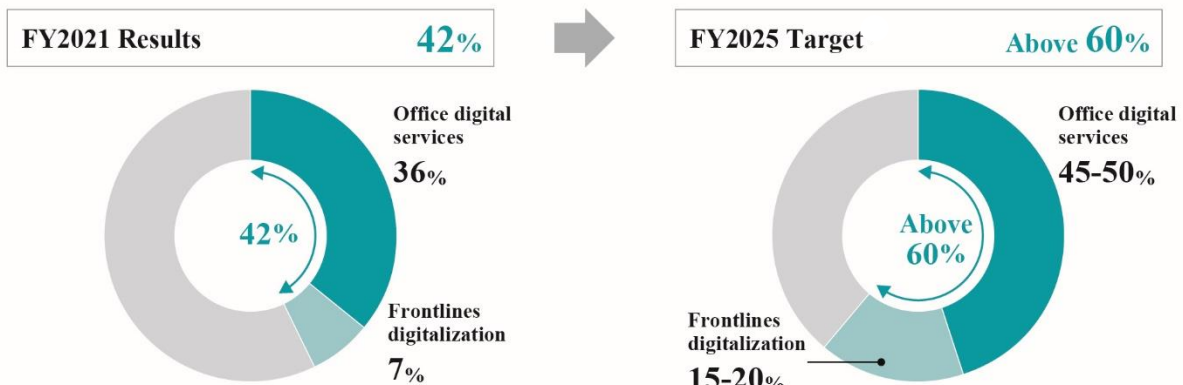 FY2021 Results 42%
Office digital
services
36%
42%
Frontlines
digitalization
7%
FY2025 Target Above 60%
Office digital
services
45-50%
Above
60%
Frontlines
digitalization
15-20%